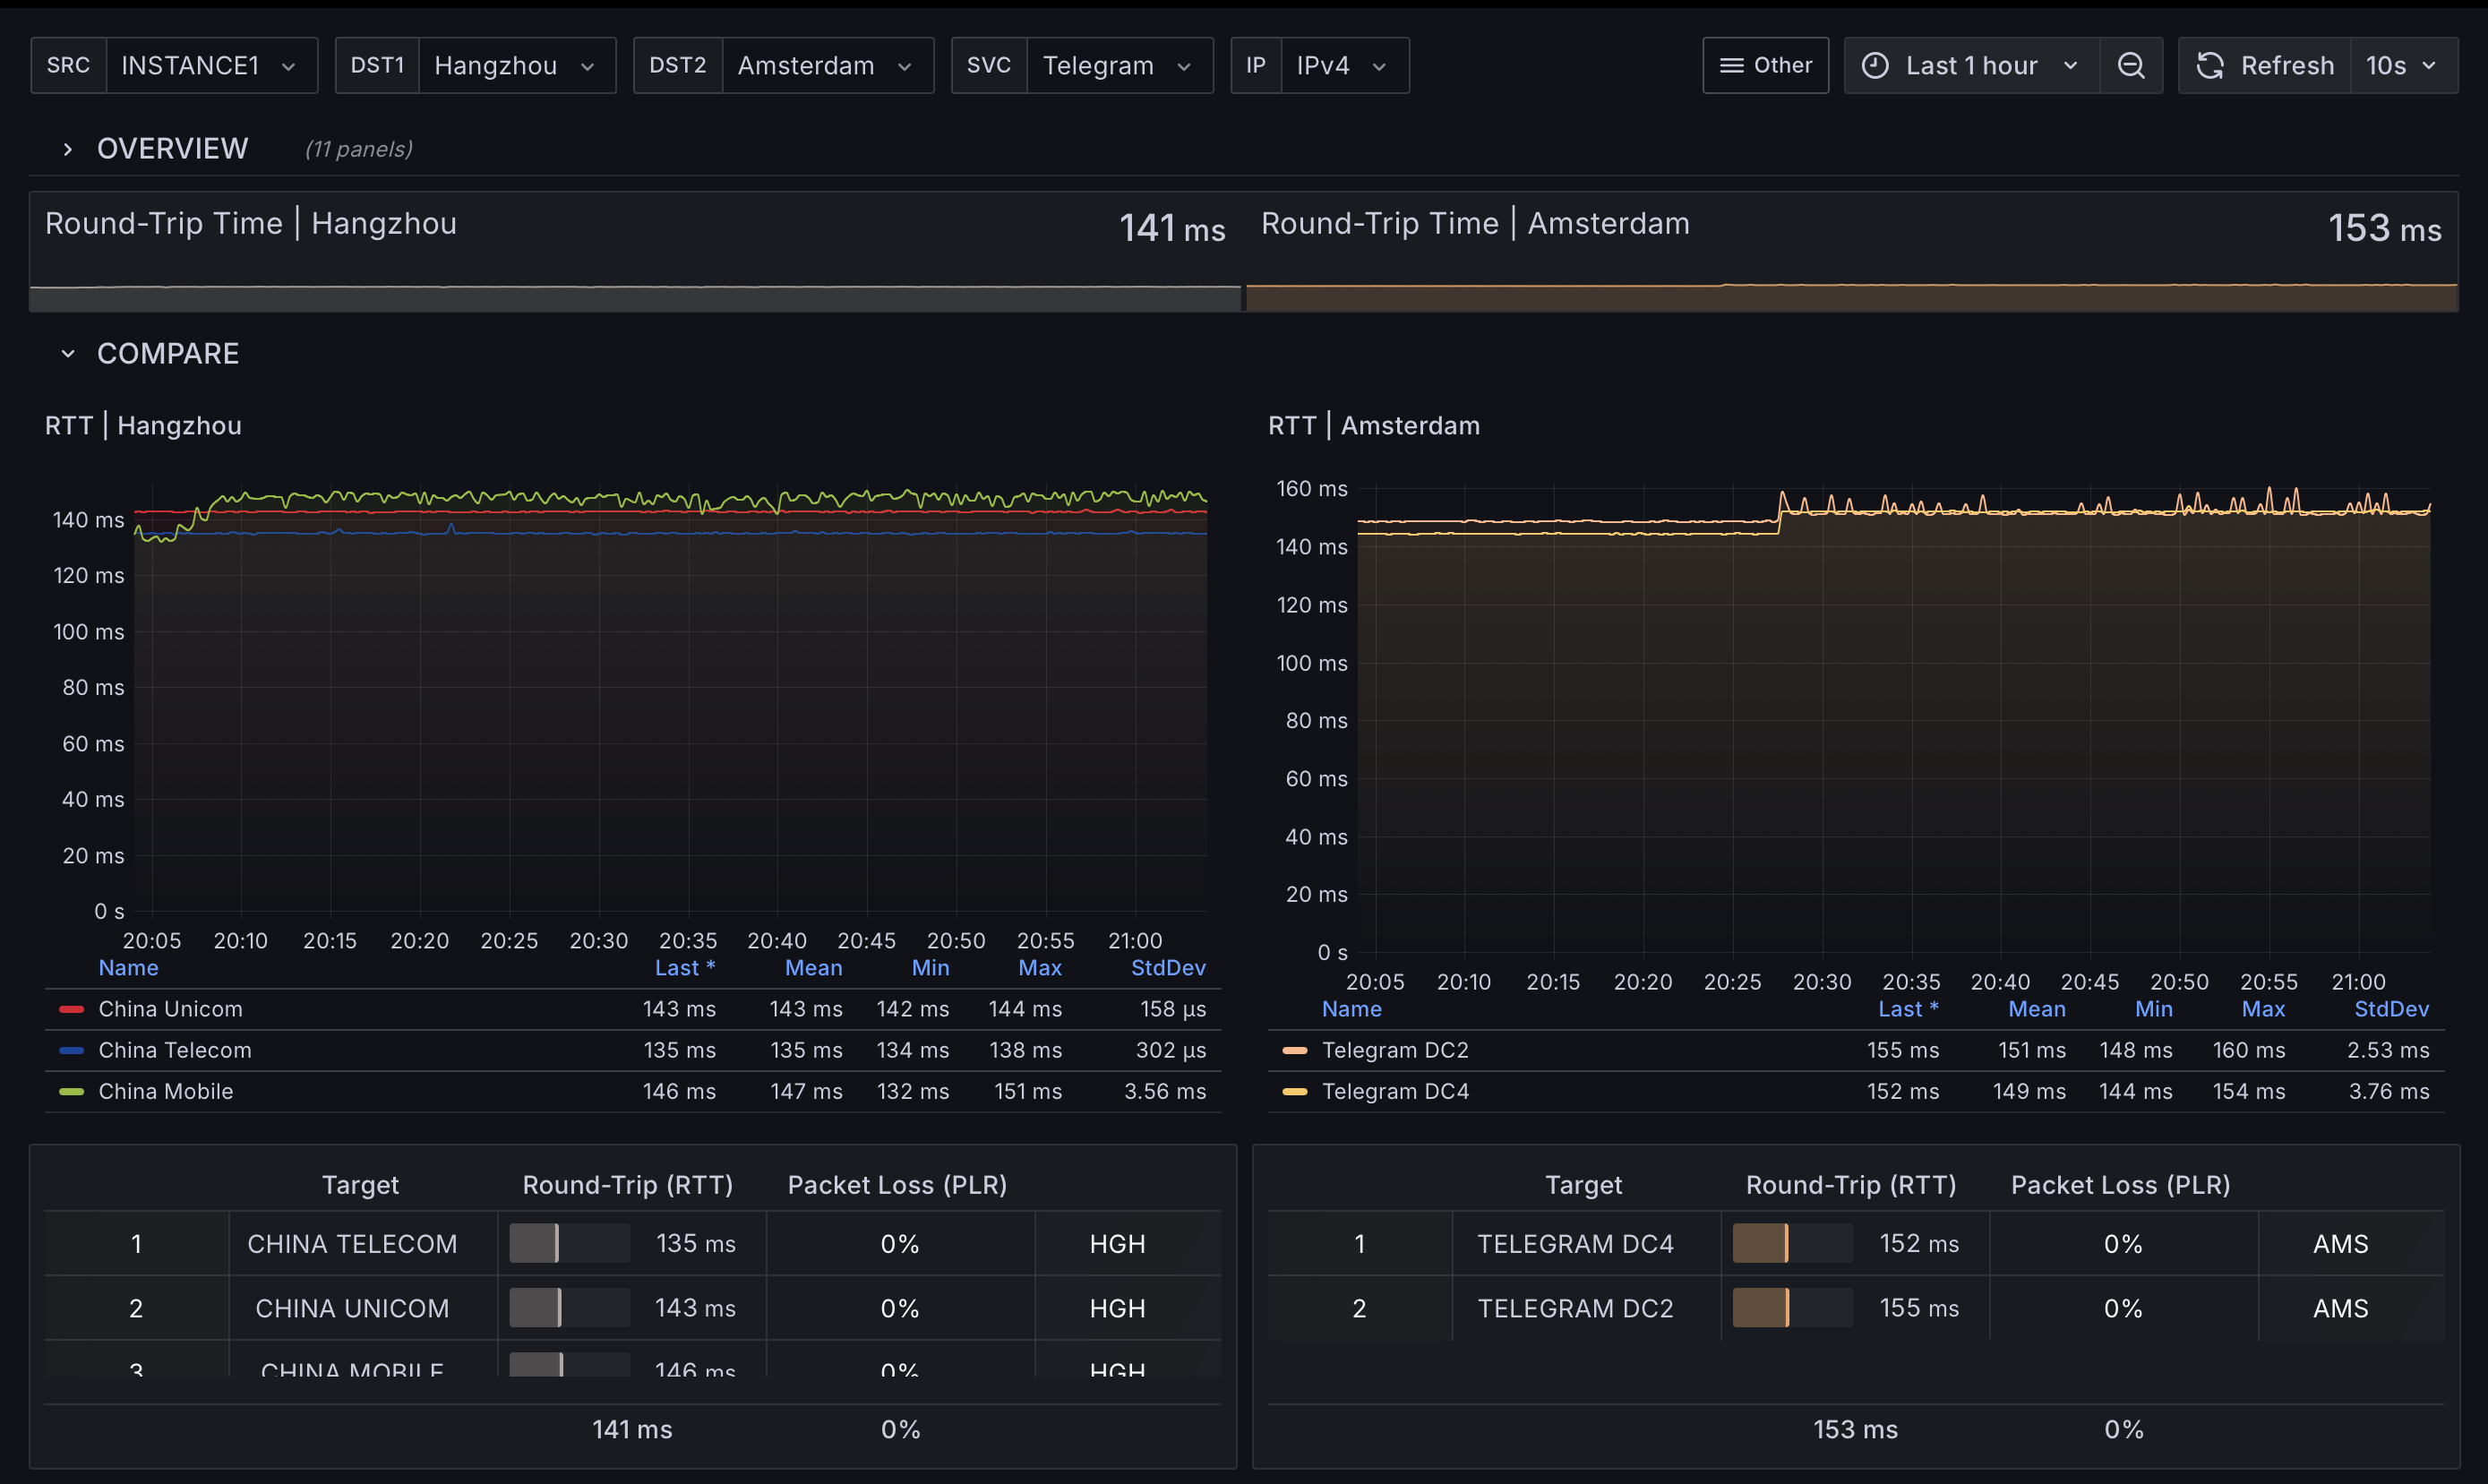 SRC INSTANCE1 DST1 Hangzhou DST2 Amsterdam SVC Telegram IP IPv4 Other Last 1 hour Refresh 10s
OVERVIEW (11 panels)
Round-Trip Time | Hangzhou 141 ms Round-Trip Time | Amsterdam 153 ms
COMPARE
RTT | Hangzhou
140 ms
120 ms
100 ms
80 ms
60 ms
40 ms
20 ms
0 s
20:05 20:10 20:15 20:20 20:25 20:30 20:35 20:40 20:45 20:50 20:55 21:00
Name Last * Mean Min Max StdDev
China Unicom 143 ms 143 ms 142 ms 144 ms 158 µs
China Telecom 135 ms 135 ms 134 ms 138 ms 302 µs
China Mobile 146 ms 147 ms 132 ms 151 ms 3.56 ms
RTT | Amsterdam
160 ms
140 ms
120 ms
100 ms
80 ms
60 ms
40 ms
20 ms
0 s
20:05 20:10 20:15 20:20 20:25 20:30 20:35 20:40 20:45 20:50 20:55 21:00
Name Last * Mean Min Max StdDev
Telegram DC2 155 ms 151 ms 148 ms 160 ms 2.53 ms
Telegram DC4 152 ms 149 ms 144 ms 154 ms 3.76 ms
Target Round-Trip (RTT) Packet Loss (PLR)
1 CHINA TELECOM 135 ms 0% HGH
2 CHINA UNICOM 143 ms 0% HGH
3 CHINA MOBILE 146 ms 0% HGH
141 ms 0%
Target Round-Trip (RTT) Packet Loss (PLR)
1 TELEGRAM DC4 152 ms 0% AMS
2 TELEGRAM DC2 155 ms 0% AMS
153 ms 0%